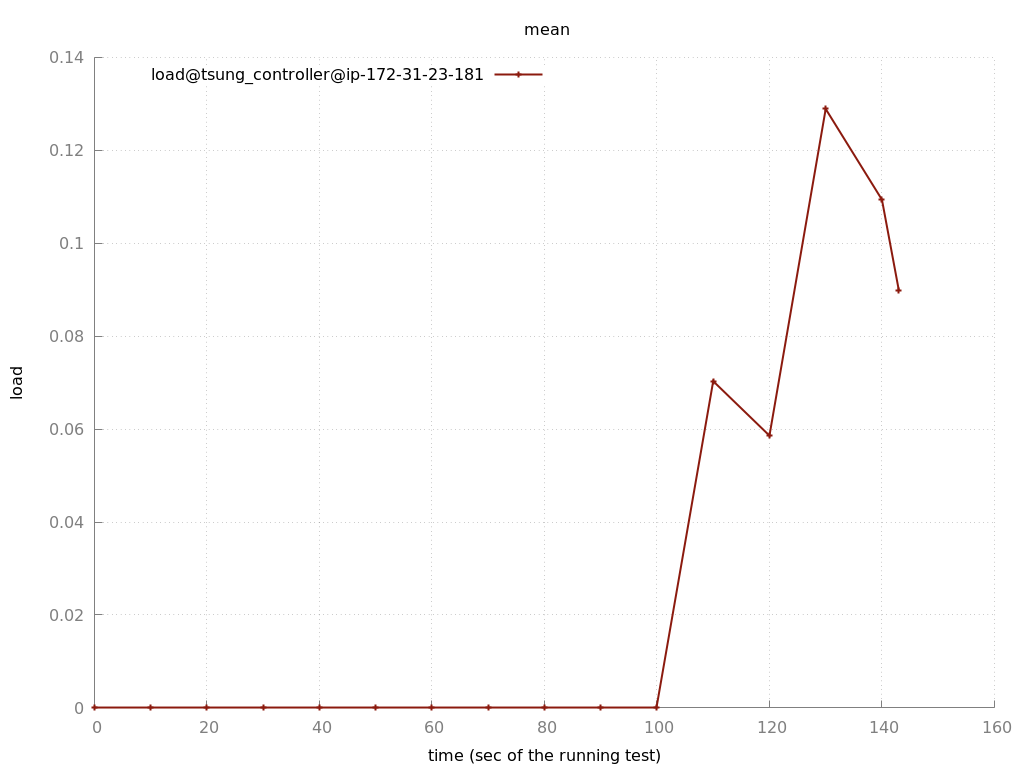 mean
0.14
load@tsung_controller@ip-172-31-23-181
0.12
0.1
0.08
load
0.06
0.04
0.02
0
0 20 40 60 80 100 120 140 160
time (sec of the running test)